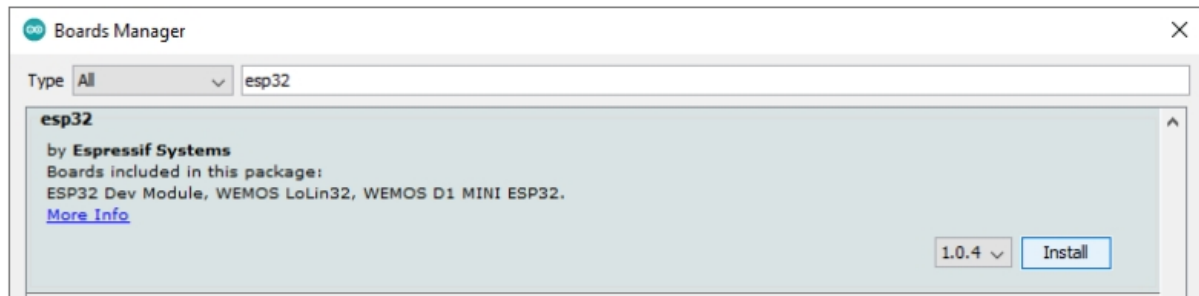 Boards Manager
Type All esp32
esp32
by Espressif Systems
Boards included in this package:
ESP32 Dev Module, WEMOS LoLin32, WEMOS D1 MINI ESP32.
More Info
1.0.4 Install